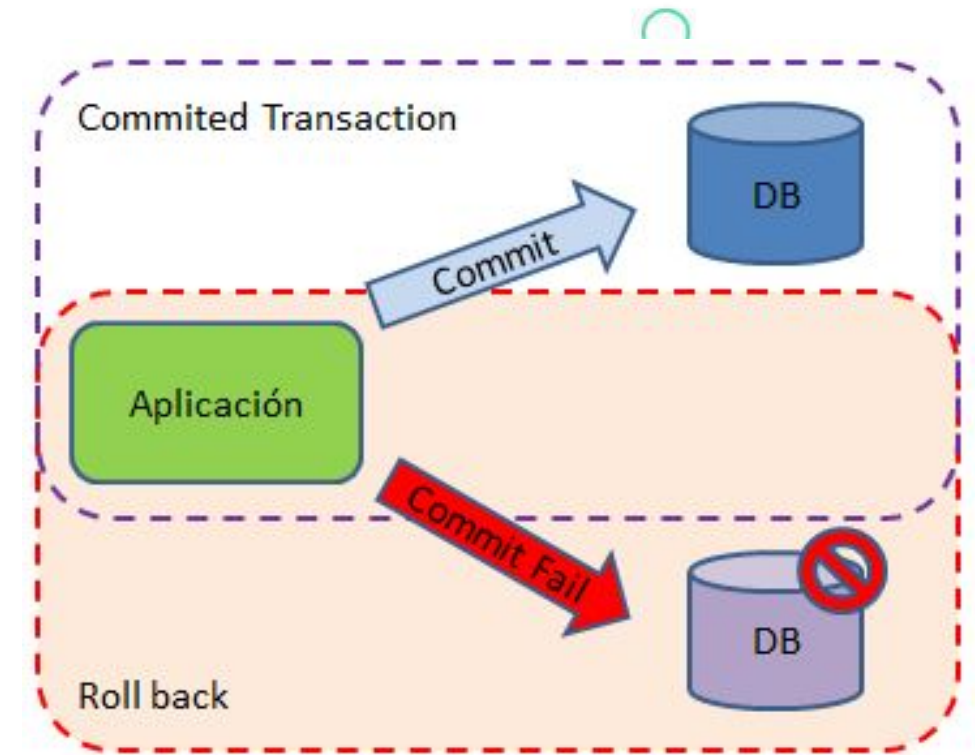 Commited Transaction
DB
Commit
Aplicación
Commit Fail
DB
Roll back